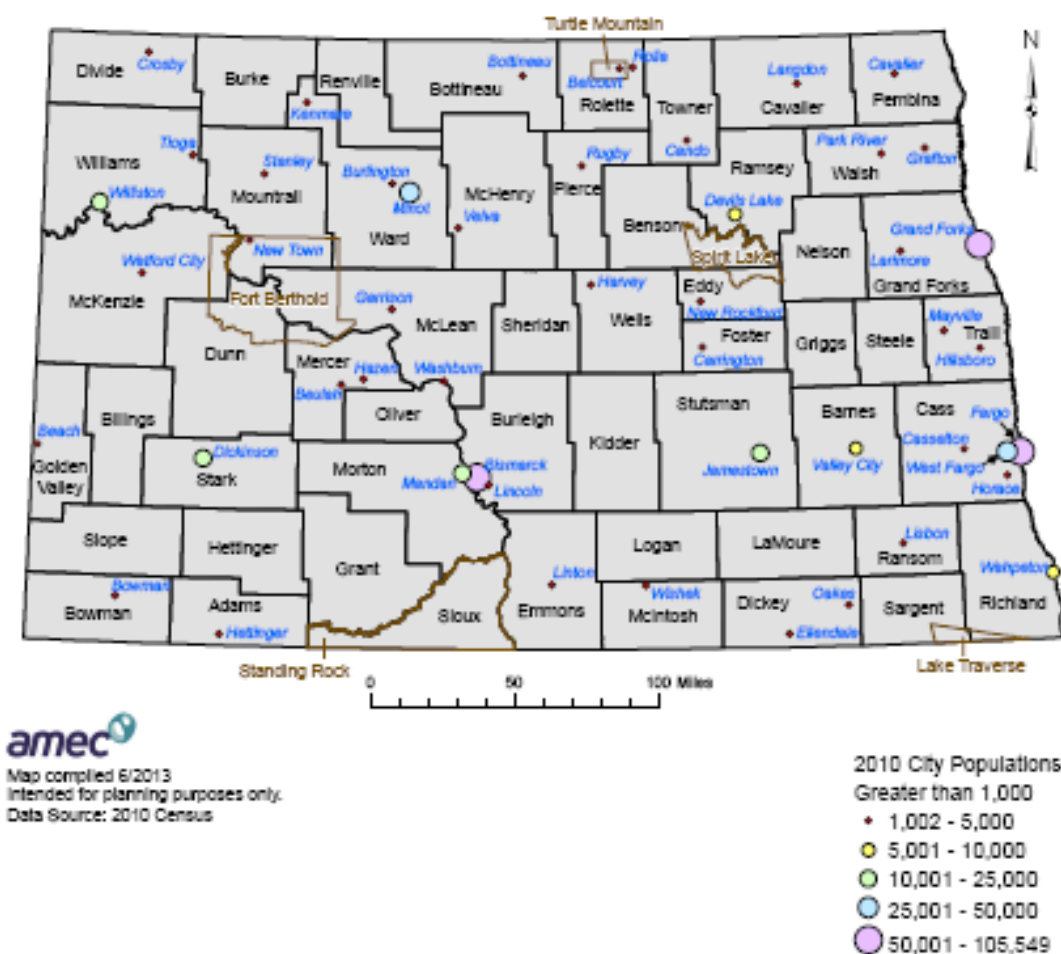 Turtle Mountain
N
Divide
Crosby
Burke
Renville
Bottineau
Bottineau
Belcourt
Rolla
Rolette
Towner
Langdon
Cavalier
Cavalier
Pembina
Kenmare
Williams
Tioga
Stanley
Mountrail
Burlington
Minot
Ward
McHenry
Velva
Rugby
Pierce
Cando
Ramsey
Park River
Walsh
Grafton
Williston
Benson
Devils Lake
Spirit Lake
Nelson
Grand Forks
Larimore
Grand Forks
New Town
Watford City
McKenzie
Fort Berthold
Garrison
McLean
Sheridan
Harvey
Wells
Eddy
New Rockford
Foster
Carrington
Griggs
Steele
Mayville
Traill
Hillsboro
Dunn
Mercer
Hazen
Beulah
Washburn
Oliver
Burleigh
Kidder
Stutsman
Barnes
Cass
Fargo
Casselton
West Fargo
Horace
Beach
Billings
Golden
Valley
Dickinson
Stark
Morton
Mandan
Bismarck
Lincoln
Jamestown
Valley City
Slope
Hettinger
Grant
Logan
LaMoure
Lisbon
Ransom
Wahpeton
Richland
Bowman
Bowman
Adams
Hettinger
Sioux
Linton
Emmons
Wishek
McIntosh
Dickey
Oakes
Ellendale
Sargent
Standing Rock
Lake Traverse
0 50 100 Miles
amec
Map compiled 6/2013
Intended for planning purposes only.
Data Source: 2010 Census
2010 City Populations
Greater than 1,000
1,002 - 5,000
5,001 - 10,000
10,001 - 25,000
25,001 - 50,000
50,001 - 105,549